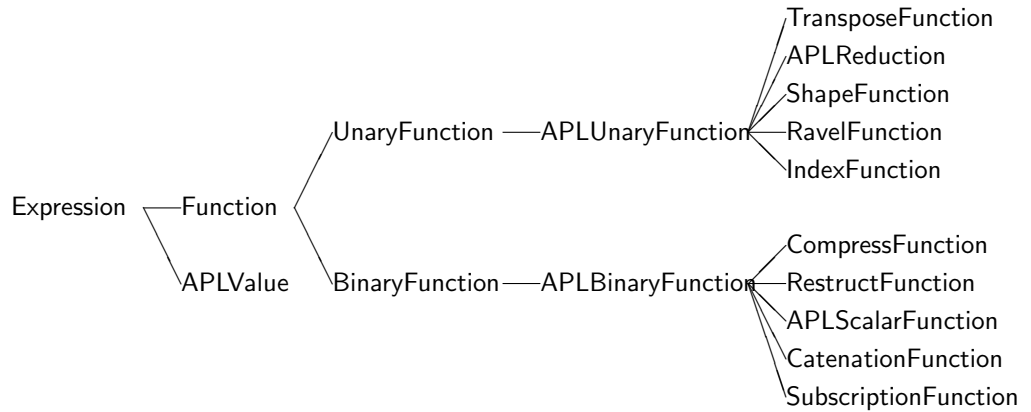 TransposeFunction
APLReduction
ShapeFunction
UnaryFunction APLUnaryFunction RavelFunction
IndexFunction
Expression Function
CompressFunction
APLValue BinaryFunction APLBinaryFunction RestructFunction
APLScalarFunction
CatenationFunction
SubscriptionFunction